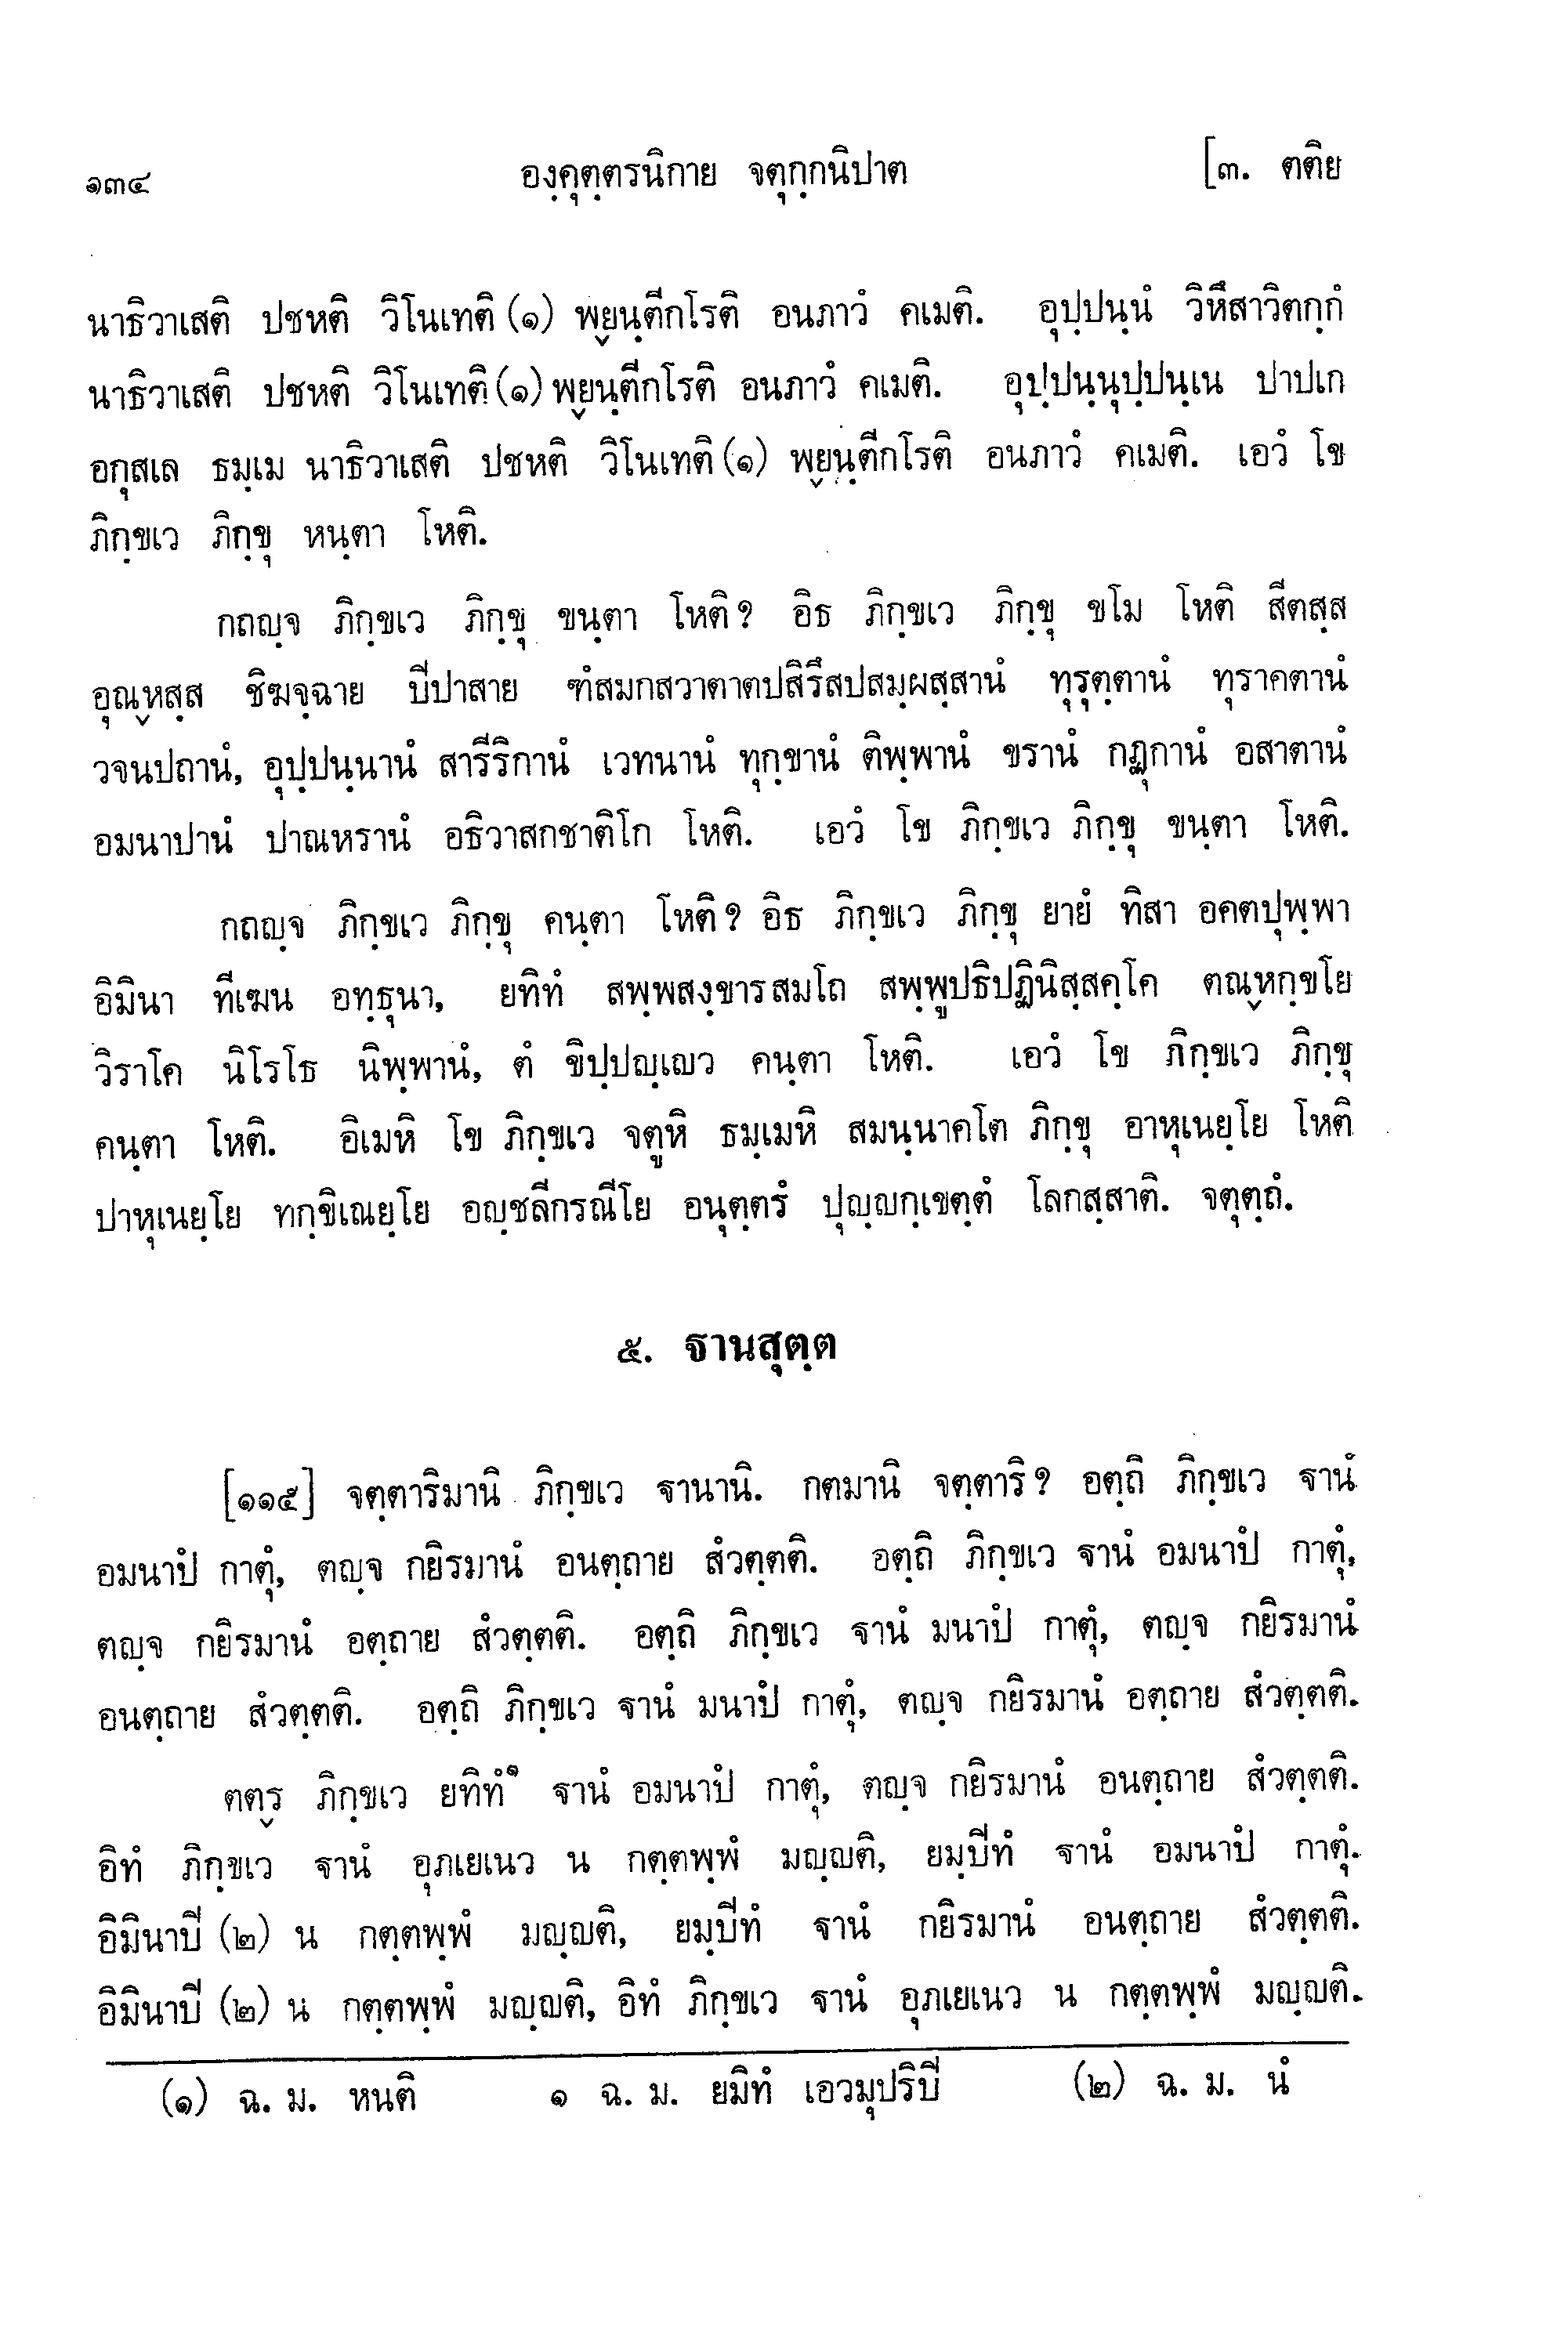 ๑๓๔ องฺคุตฺตรนิกาย จตุกฺกนิปาต [๓. ตติย
นาธิวาเสติ ปชหติ วิโนเทติ (๑) พฺยนฺตีกโรติ อนภาวํ คเมติ. อุปฺปนฺนํ วิหึสาวิตกฺกํ
นาธิวาเสติ ปชหติ วิโนเทติ (๑) พฺยนฺตีกโรติ อนภาวํ คเมติ. อุปฺปนฺนุปฺปนฺเน ปาปเก
อกุสเล ธมฺเม นาธิวาเสติ ปชหติ วิโนเทติ (๑) พฺยนฺตีกโรติ อนภาวํ คเมติ. เอวํ โข
ภิกฺขเว ภิกฺขุ หนฺตา โหติ.
กถญฺจ ภิกฺขเว ภิกฺขุ ขนฺตา โหติ? อิธ ภิกฺขเว ภิกฺขุ ขโม โหติ สีตสฺส
อุณฺหสฺส ชิฆจฺฉาย ปีปาสาย ฑํสมกสวาตาตปสิรึสปสมฺผสฺสานํ ทุรุตฺตานํ ทุราคตานํ
วจนปถานํ, อุปฺปนฺนานํ สารีริกานํ เวทนานํ ทุกฺขานํ ติพฺพานํ ขรานํ กฏุกานํ อสาตานํ
อมนาปานํ ปาณหรานํ อธิวาสกชาติโก โหติ. เอวํ โข ภิกฺขเว ภิกฺขุ ขนฺตา โหติ.
กถญฺจ ภิกฺขเว ภิกฺขุ คนฺตา โหติ? อิธ ภิกฺขเว ภิกฺขุ ยายํ ทิสา อคตปุพฺพา
อิมินา ทีเฆน อทฺธุนา, ยทิทํ สพฺพสงฺขารสมโถ สพฺพูปธิปฏินิสฺสคฺโค ตณฺหกฺขโย
วิราโค นิโรโธ นิพฺพานํ, ตํ ขิปฺปญฺเญว คนฺตา โหติ. เอวํ โข ภิกฺขเว ภิกฺขุ
คนฺตา โหติ. อิเมหิ โข ภิกฺขเว จตูหิ ธมฺเมหิ สมนฺนาคโต ภิกฺขุ อาหุเนยฺโย โหติ
ปาหุเนยฺโย ทกฺขิเณยฺโย อญฺชลีกรณีโย อนุตฺตรํ ปุญฺญกฺเขตฺตํ โลกสฺสาติ. จตุตฺถํ.
๕. ฐานสุตฺต
[๑๑๕] จตฺตาริมานิ ภิกฺขเว ฐานานิ. กตมานิ จตฺตาริ? อตฺถิ ภิกฺขเว ฐานํ
อมนาปํ กาตุํ, ตญฺจ กยิรมานํ อนตฺถาย สํวตฺตติ. อตฺถิ ภิกฺขเว ฐานํ อมนาปํ กาตุํ,
ตญฺจ กยิรมานํ อตฺถาย สํวตฺตติ. อตฺถิ ภิกฺขเว ฐานํ มนาปํ กาตุํ, ตญฺจ กยิรมานํ
อนตฺถาย สํวตฺตติ. อตฺถิ ภิกฺขเว ฐานํ มนาปํ กาตุํ, ตญฺจ กยิรมานํ อตฺถาย สํวตฺตติ.
ตตฺร ภิกฺขเว ยทิทํ๑ ฐานํ อมนาปํ กาตุํ, ตญฺจ กยิรมานํ อนตฺถาย สํวตฺตติ.
อิทํ ภิกฺขเว ฐานํ อุภเยเนว น กตฺตพฺพํ มญฺญติ, ยมฺปีทํ ฐานํ อมนาปํ กาตุํ.
อิมินาปี (๒) น กตฺตพฺพํ มญฺญติ, ยมฺปีทํ ฐานํ กยิรมานํ อนตฺถาย สํวตฺตติ.
อิมินาปี (๒) น กตฺตพฺพํ มญฺญติ, อิทํ ภิกฺขเว ฐานํ อุภเยเนว น กตฺตพฺพํ มญฺญติ.
(๑) ฉ. ม. หนติ ๑ ฉ. ม. ยมิทํ เอวมุปริปี (๒) ฉ. ม. นํ